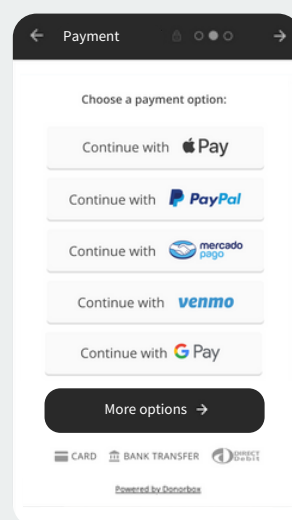 Payment
Choose a payment option:
Continue with Pay
Continue with PayPal
Continue with mercado
pago
Continue with venmo
Continue with G Pay
More options
CARD BANK TRANSFER DIRECT
Debit
Powered by Donorbox